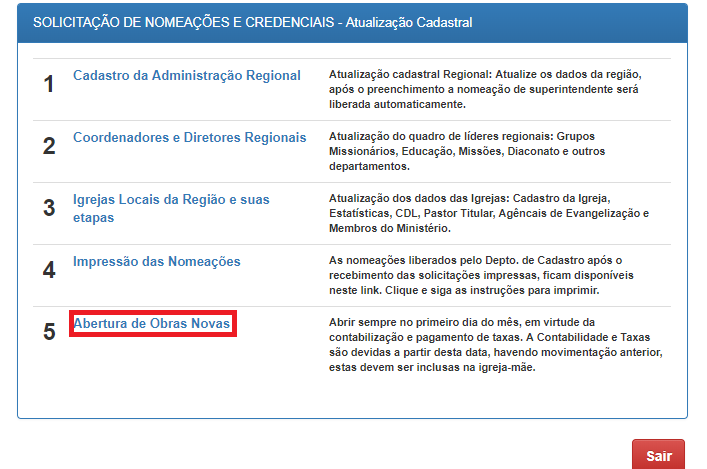 SOLICITAÇÃO DE NOMEAÇÕES E CREDENCIAIS - Atualização Cadastral
1
Cadastro da Administração Regional
Atualização cadastral Regional: Atualize os dados da região,
após o preenchimento a nomeação de superintendente será
liberada automaticamente.
2
Coordenadores e Diretores Regionais
Atualização do quadro de líderes regionais: Grupos
Missionários, Educação, Missões, Diaconato e outros
departamentos.
3
Igrejas Locais da Região e suas
etapas
Atualização dos dados das Igrejas: Cadastro da Igreja,
Estatísticas, CDL, Pastor Titular, Agêncais de Evangelização e
Membros do Ministério.
4
Impressão das Nomeações
As nomeações liberados pelo Depto. de Cadastro após o
recebimento das solicitações impressas, ficam disponíveis
neste link. Clique e siga as instruções para imprimir.
5
Abertura de Obras Novas
Abrir sempre no primeiro dia do mês, em virtude da
contabilização e pagamento de taxas. A Contabilidade e Taxas
são devidas a partir desta data, havendo movimentação anterior,
estas devem ser inclusas na igreja-mãe.
Sair